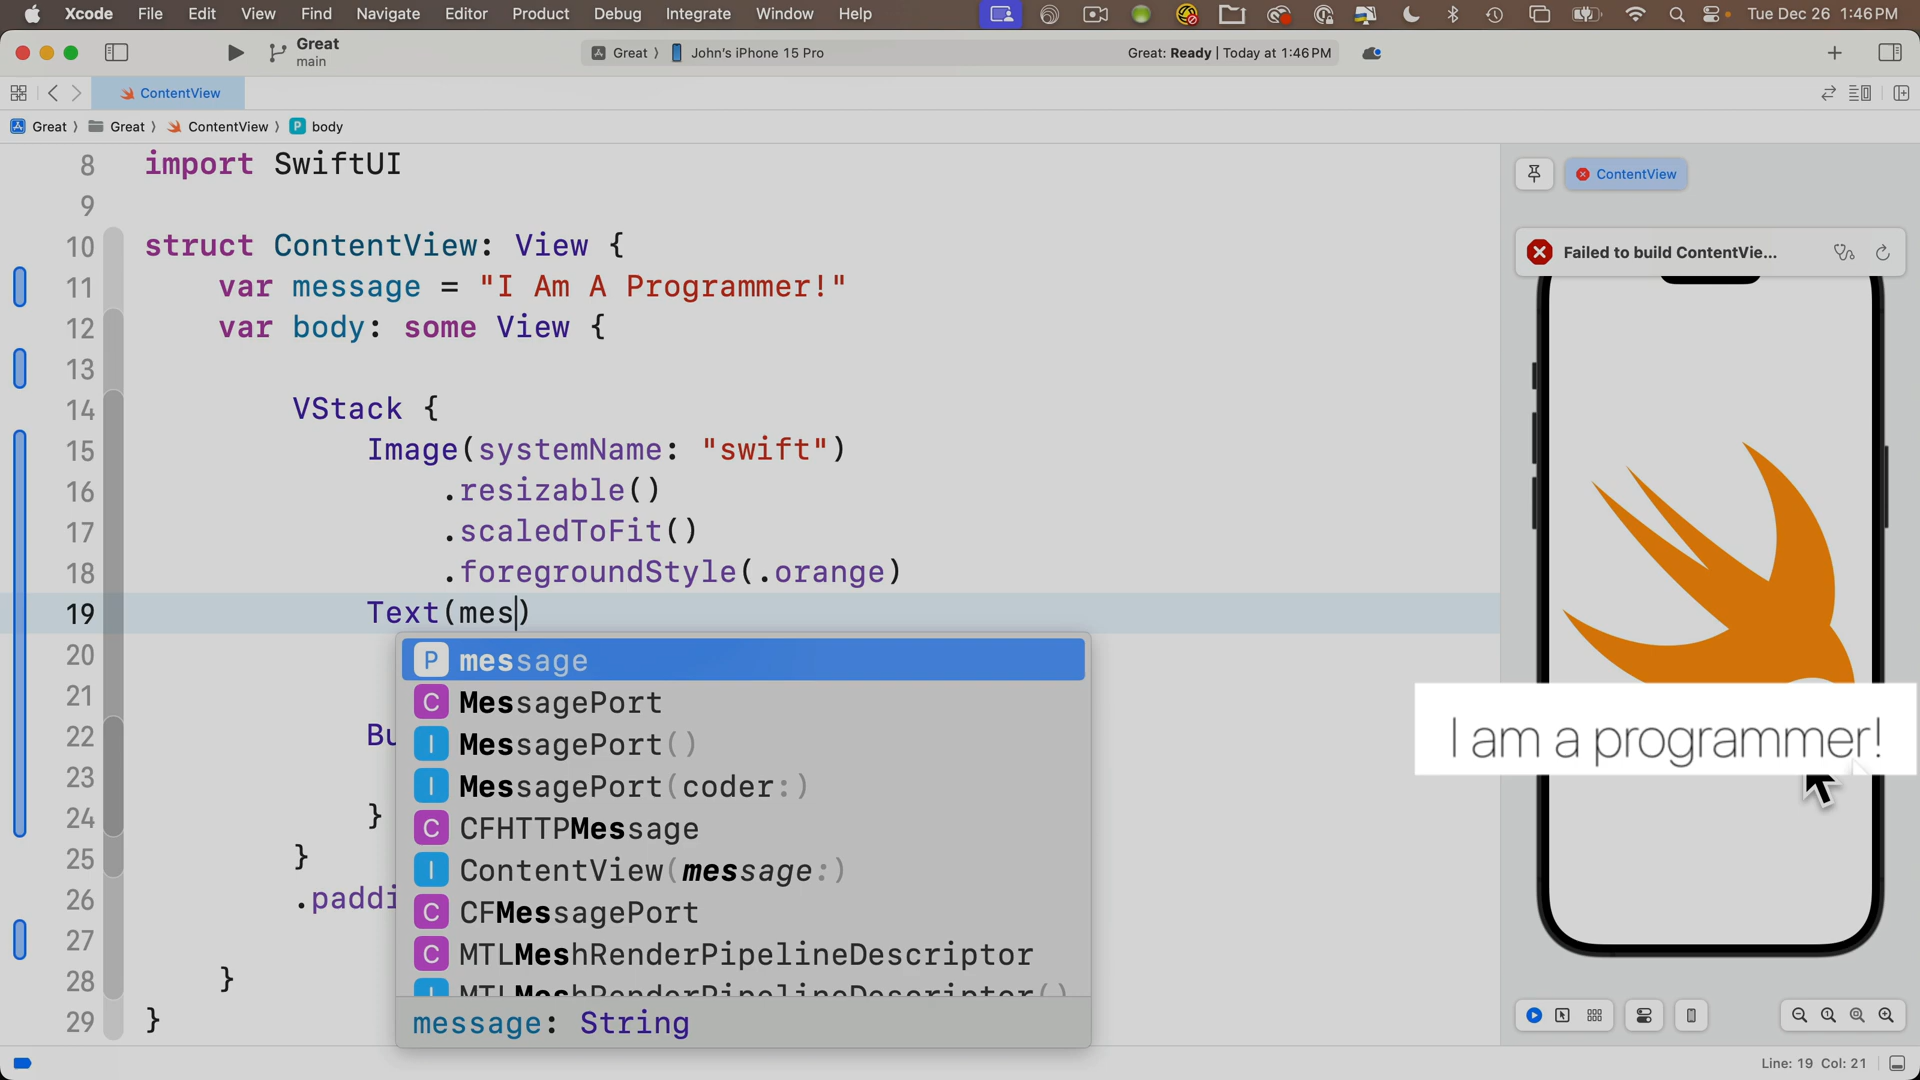 Xcode File Edit View Find Navigate Editor Product Debug Integrate Window Help Tue Dec 26 1:46 PM
Great
main
Great 〉 John's iPhone 15 Pro
Great: Ready | Today at 1:46 PM
ContentView
Great 〉 Great 〉 ContentView 〉 P body
8 import SwiftUI
9
10 struct ContentView: View {
11 var message = "I Am A Programmer!"
12 var body: some View {
13
14 VStack {
15 Image(systemName: "swift")
16 .resizable()
17 .scaledToFit()
18 .foregroundStyle(.orange)
19 Text(mes)
20
21
22 Bu
23
24 }
25 }
26 .paddi
27
28 }
29 }
P message
C MessagePort
I MessagePort()
I MessagePort(coder:)
C CFHTTPMessage
I ContentView(message:)
C CFMessagePort
C MTLMeshRenderPipelineDescriptor
I MTLMeshRenderPipelineDescriptor()
message: String
ContentView
Failed to build ContentVie...
I am a programmer!
Line: 19 Col: 21